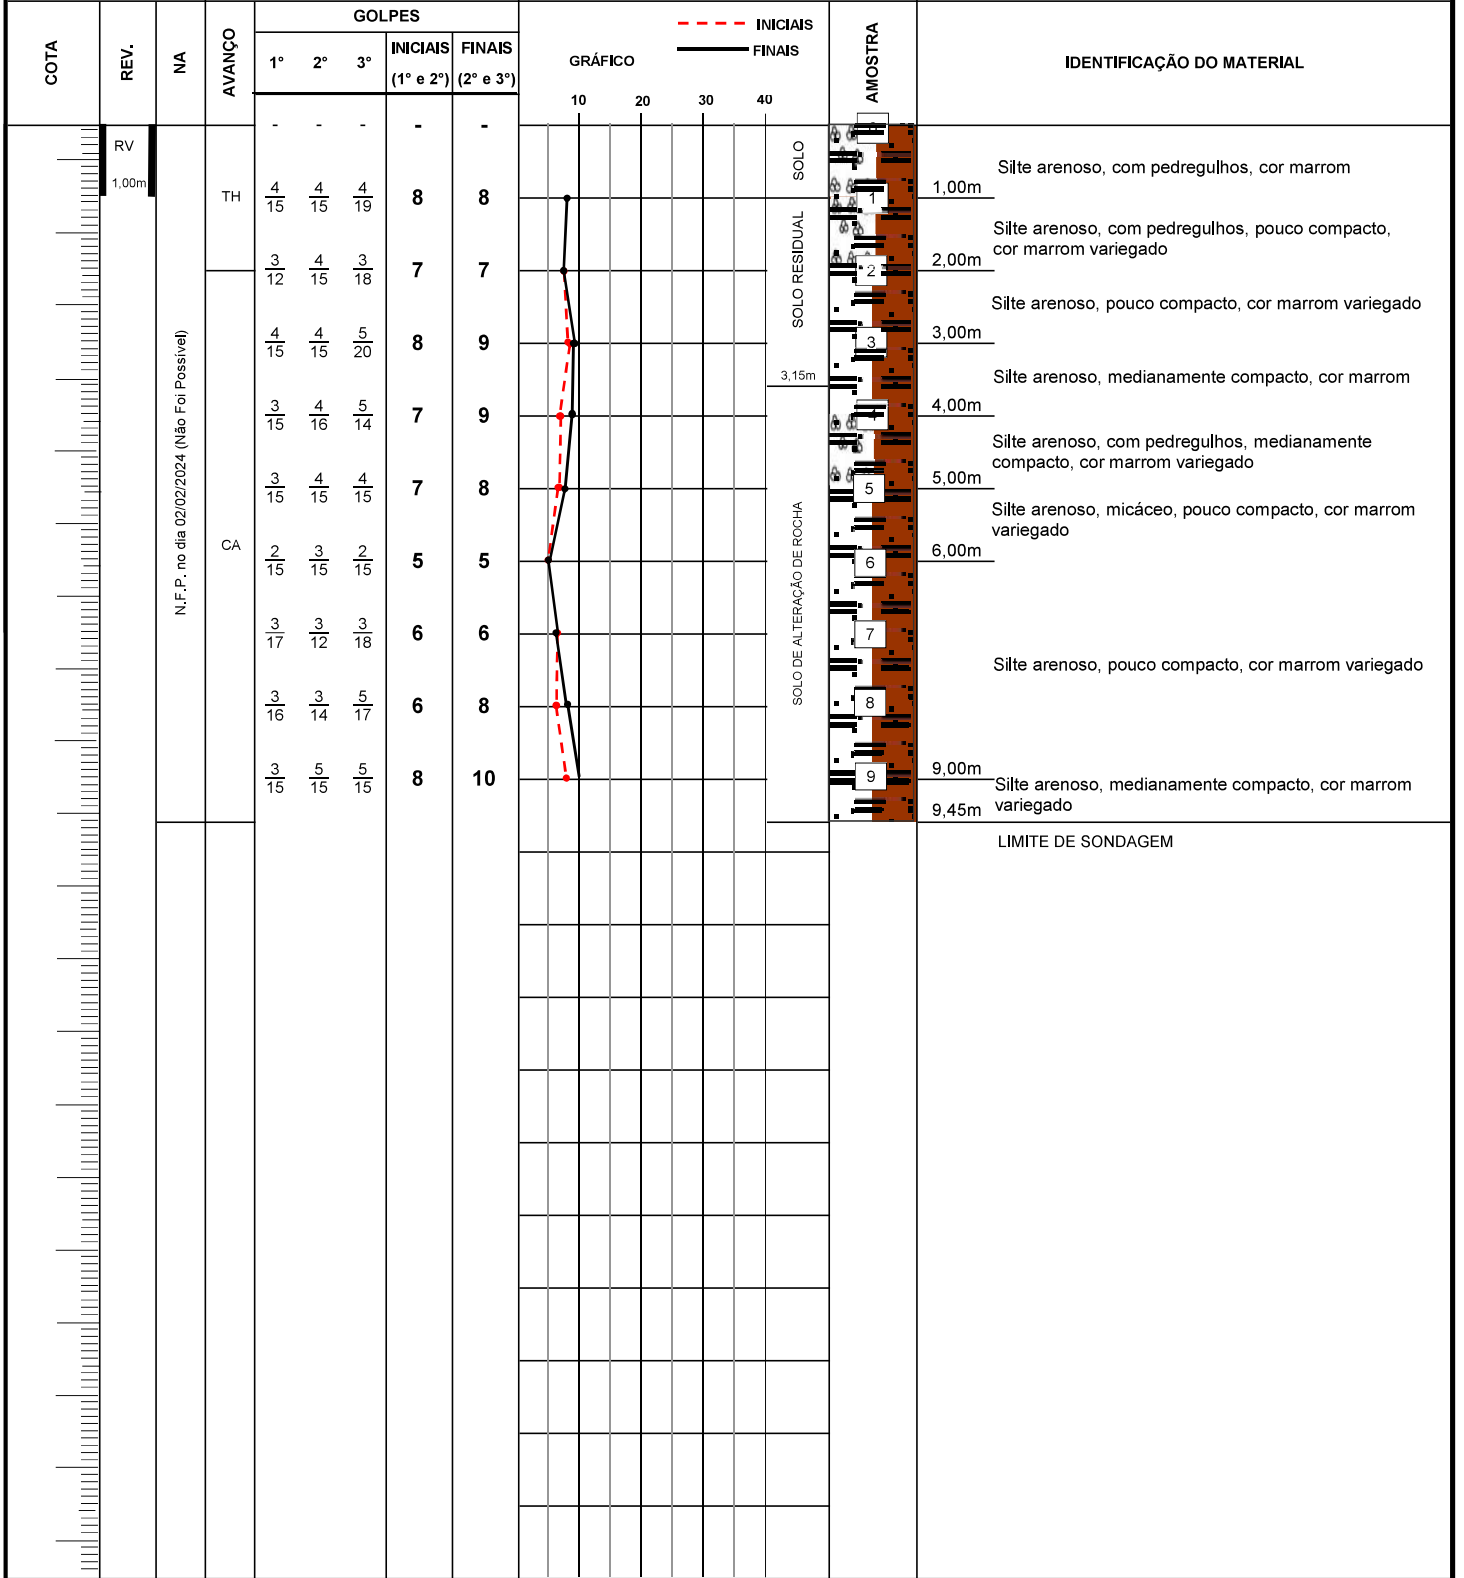 COTA
REV.
NA
AVANÇO
GOLPES
1° 2° 3°
INICIAIS
(1° e 2°)
FINAIS
(2° e 3°)
GRÁFICO
INICIAIS
FINAIS
10 20 30 40
AMOSTRA
IDENTIFICAÇÃO DO MATERIAL
RV
1,00m
N.F.P. no dia 02/02/2024 (Não Foi Possível)
TH
CA
- - - - -
4/15 4/15 4/19 8 8
3/12 4/15 3/18 7 7
4/15 4/15 5/20 8 9
3/15 4/16 5/14 7 9
3/15 4/15 4/15 7 8
2/15 3/15 2/15 5 5
3/17 3/12 3/18 6 6
3/16 3/14 5/17 6 8
3/15 5/15 5/15 8 10
SOLO
SOLO RESIDUAL
3,15m
SOLO DE ALTERAÇÃO DE ROCHA
1
2
3
4
5
6
7
8
9
Silte arenoso, com pedregulhos, cor marrom
1,00m
Silte arenoso, com pedregulhos, pouco compacto,
cor marrom variegado
2,00m
Silte arenoso, pouco compacto, cor marrom variegado
3,00m
Silte arenoso, medianamente compacto, cor marrom
4,00m
Silte arenoso, com pedregulhos, medianamente
compacto, cor marrom variegado
5,00m
Silte arenoso, micáceo, pouco compacto, cor marrom
variegado
6,00m
Silte arenoso, pouco compacto, cor marrom variegado
9,00m
Silte arenoso, medianamente compacto, cor marrom
variegado
9,45m
LIMITE DE SONDAGEM